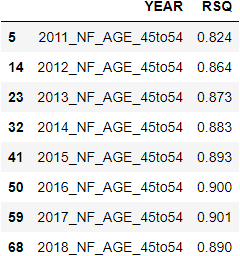 YEAR RSQ
5 2011_NF_AGE_45to54 0.824
14 2012_NF_AGE_45to54 0.864
23 2013_NF_AGE_45to54 0.873
32 2014_NF_AGE_45to54 0.883
41 2015_NF_AGE_45to54 0.893
50 2016_NF_AGE_45to54 0.900
59 2017_NF_AGE_45to54 0.901
68 2018_NF_AGE_45to54 0.890